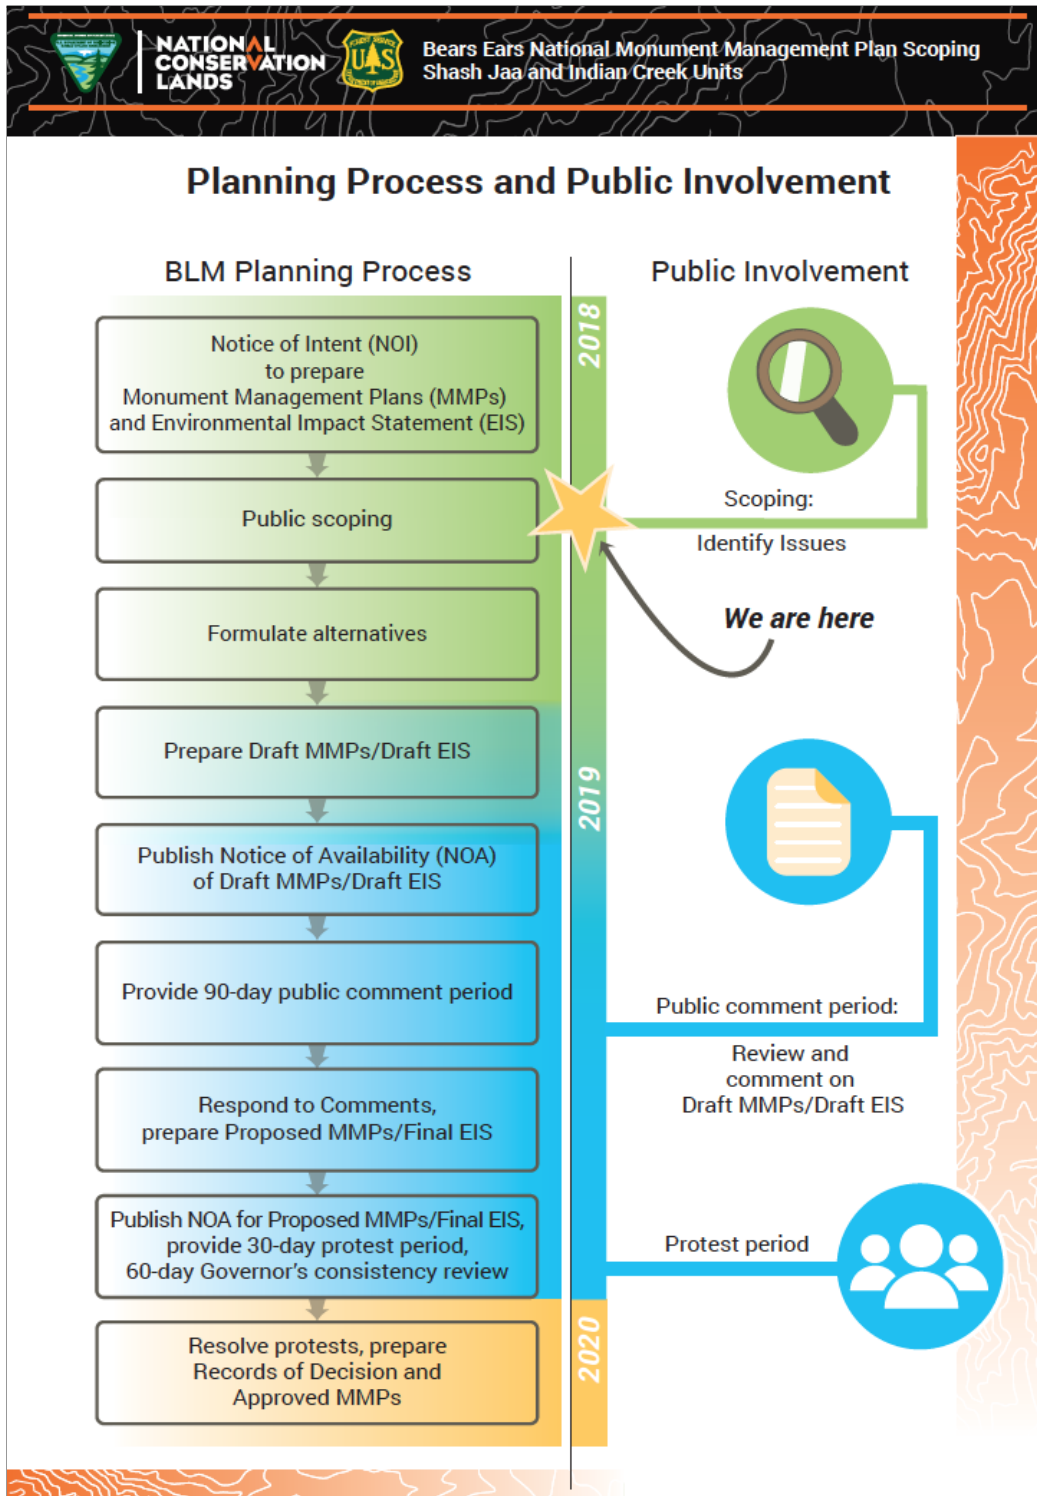 NATIONAL
CONSERVATION
LANDS
UAS
Bears Ears National Monument Management Plan Scoping
Shash Jaa and Indian Creek Units
Planning Process and Public Involvement
BLM Planning Process
Public Involvement
2018
Notice of Intent (NOI)
to prepare
Monument Management Plans (MMPs)
and Environmental Impact Statement (EIS)
Public scoping
Scoping:
Identify Issues
We are here
Formulate alternatives
Prepare Draft MMPs/Draft EIS
2019
Publish Notice of Availability (NOA)
of Draft MMPs/Draft EIS
Provide 90-day public comment period
Public comment period:
Review and
comment on
Draft MMPs/Draft EIS
Respond to Comments,
prepare Proposed MMPs/Final EIS
Publish NOA for Proposed MMPs/Final EIS,
provide 30-day protest period,
60-day Governor's consistency review
Protest period
2020
Resolve protests, prepare
Records of Decision and
Approved MMPs